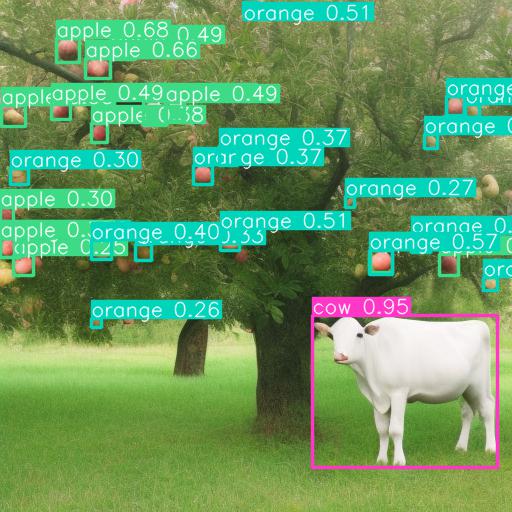 orange 0.51
apple 0.68
0.49
apple 0.66
orange
apple
apple 0.49
apple 0.49
apple
orange 0.
orange 0.37
orange 0.37
orange 0.30
orange 0.27
apple 0.30
orange 0.51
orange 0.
apple 0.
orange 0.40
0.33
orange 0.57
apple 0.25
orange 0.26
cow 0.95